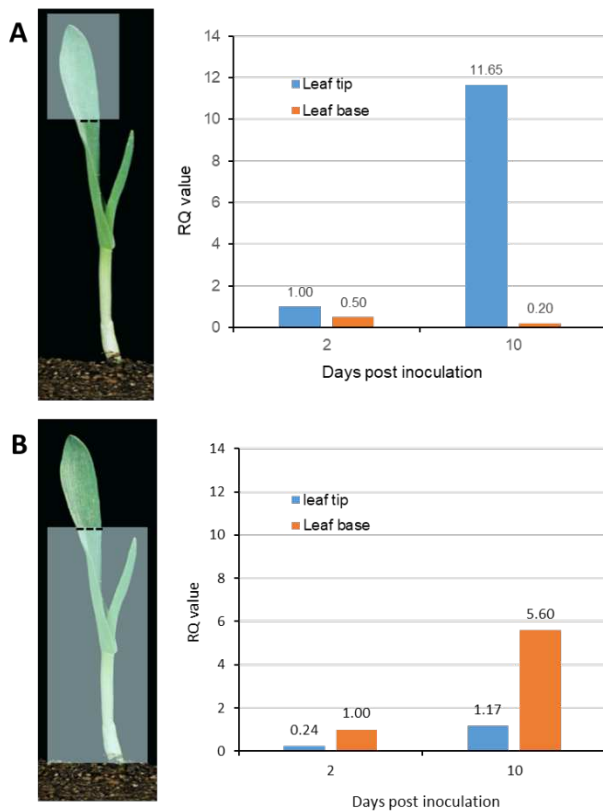 A
14
12
10
8
6
4
2
0
RQ value
Leaf tip
Leaf base
11.65
1.00
0.50
0.20
2
10
Days post inoculation
B
14
12
10
8
6
4
2
0
RQ value
leaf tip
Leaf base
5.60
0.24
1.00
1.17
2
10
Days post inoculation